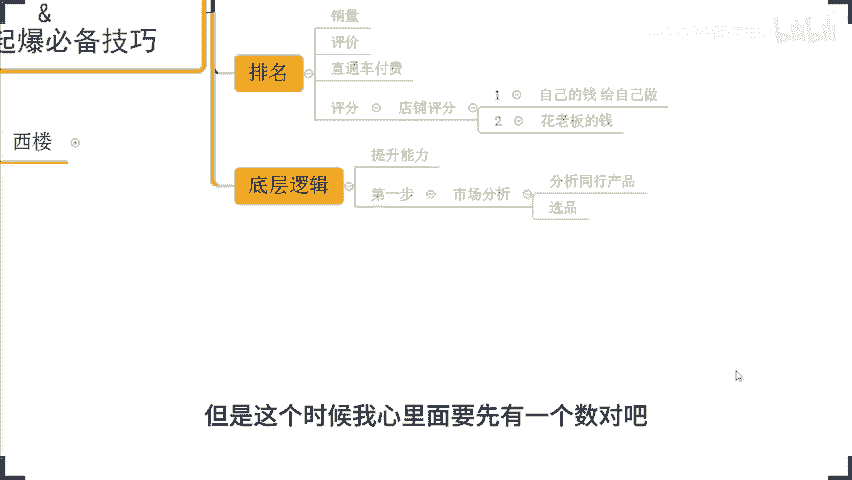 &
起爆必备技巧
西楼
排名
销量
评价
直通车付费
评分
店铺评分
1 自己的钱 给自己做
2 花老板的钱
底层逻辑
提升能力
第一步
市场分析
分析同行产品
选品
但是这个时候我心里面要先有一个数对吧
bilibili